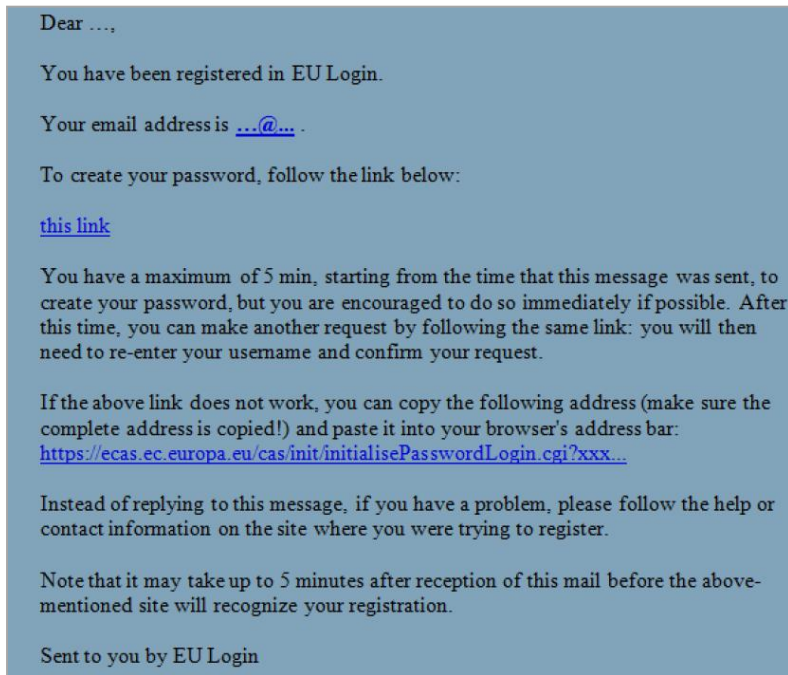 Dear …,
You have been registered in EU Login.
Your email address is …@... .
To create your password, follow the link below:
this link
You have a maximum of 5 min, starting from the time that this message was sent, to
create your password, but you are encouraged to do so immediately if possible. After
this time, you can make another request by following the same link: you will then
need to re-enter your username and confirm your request.
If the above link does not work, you can copy the following address (make sure the
complete address is copied!) and paste it into your browser's address bar:
https://ecas.ec.europa.eu/cas/init/initialisePasswordLogin.cgi?xxx...
Instead of replying to this message, if you have a problem, please follow the help or
contact information on the site where you were trying to register.
Note that it may take up to 5 minutes after reception of this mail before the above-
mentioned site will recognize your registration.
Sent to you by EU Login